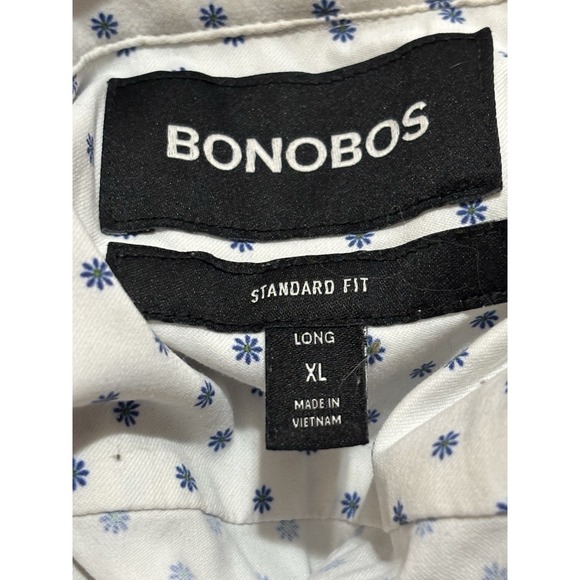 BONOBOS
STANDARD FIT
LONG
XL
MADE IN
VIETNAM